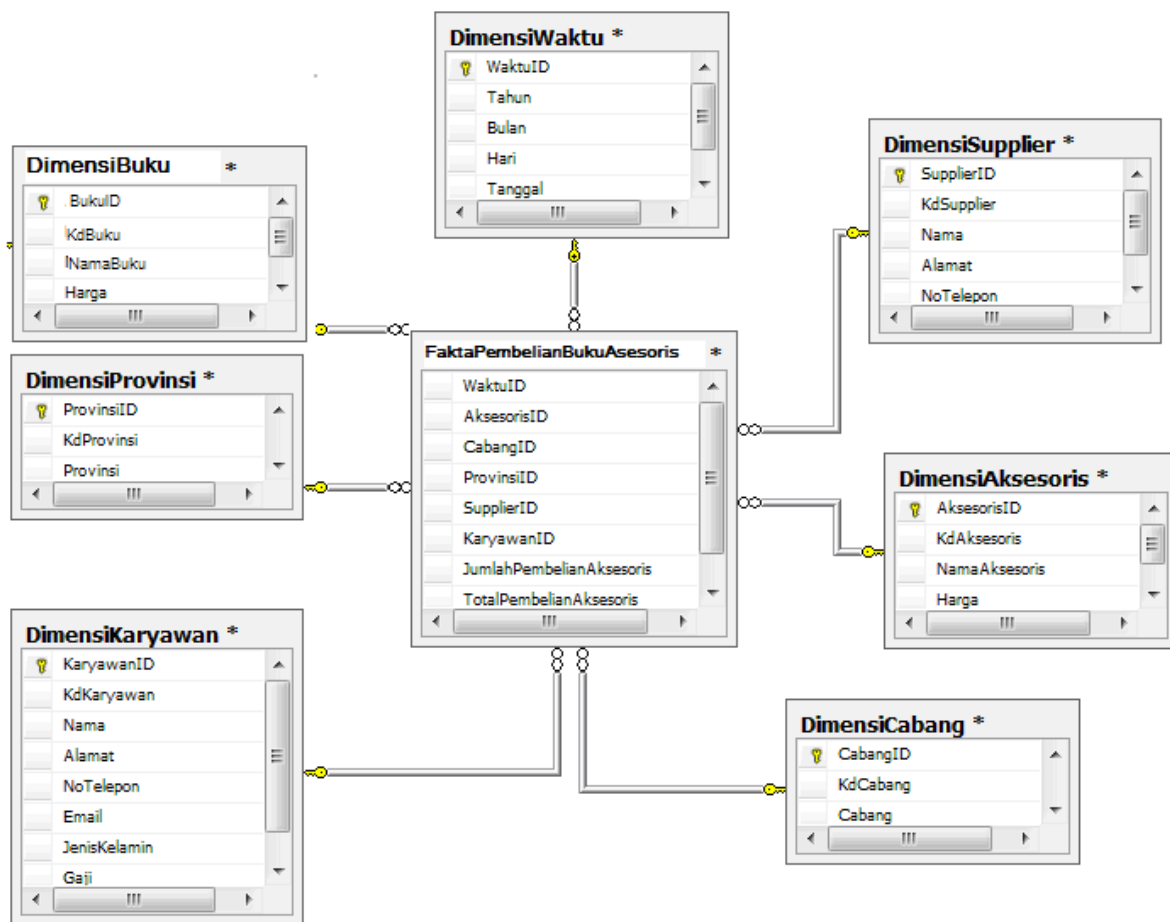 DimensiWaktu *
WaktuID
Tahun
Bulan
Hari
Tanggal
DimensiBuku *
BukuID
KdBuku
NamaBuku
Harga
DimensiSupplier *
SupplierID
KdSupplier
Nama
Alamat
NoTelepon
FaktaPembelianBukuAsesoris *
WaktuID
AksesorisID
CabangID
ProvinsiID
SupplierID
KaryawanID
JumlahPembelianAksesoris
TotalPembelianAksesoris
DimensiProvinsi *
ProvinsiID
KdProvinsi
Provinsi
DimensiAksesoris *
AksesorisID
KdAksesoris
NamaAksesoris
Harga
DimensiKaryawan *
KaryawanID
KdKaryawan
Nama
Alamat
NoTelepon
Email
JenisKelamin
Gaji
DimensiCabang *
CabangID
KdCabang
Cabang